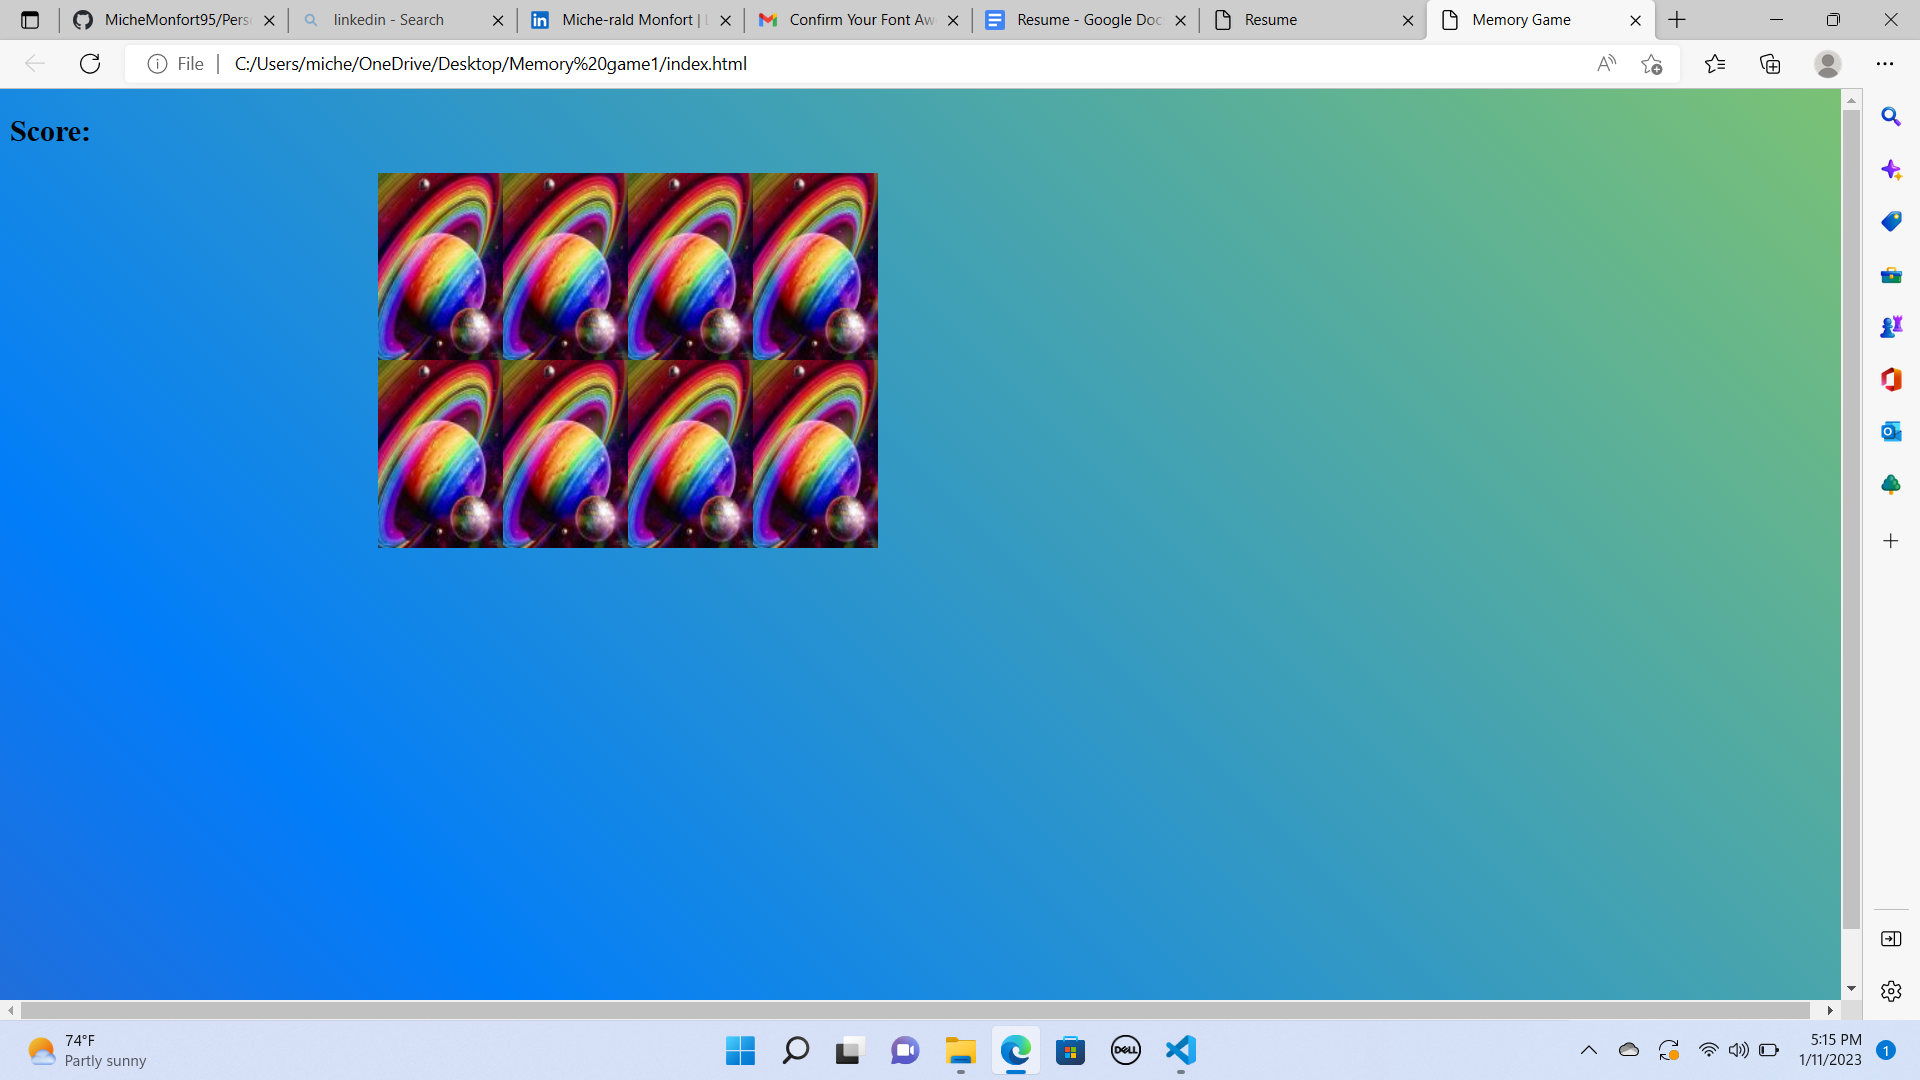 MicheMonfort95/Pers
linkedin - Search
Miche-rald Monfort |
Confirm Your Font Aw
Resume - Google Doc
Resume
Memory Game
File
C:/Users/miche/OneDrive/Desktop/Memory%20game1/index.html
Score:
74°F
Partly sunny
DELL
5:15 PM
1/11/2023
1